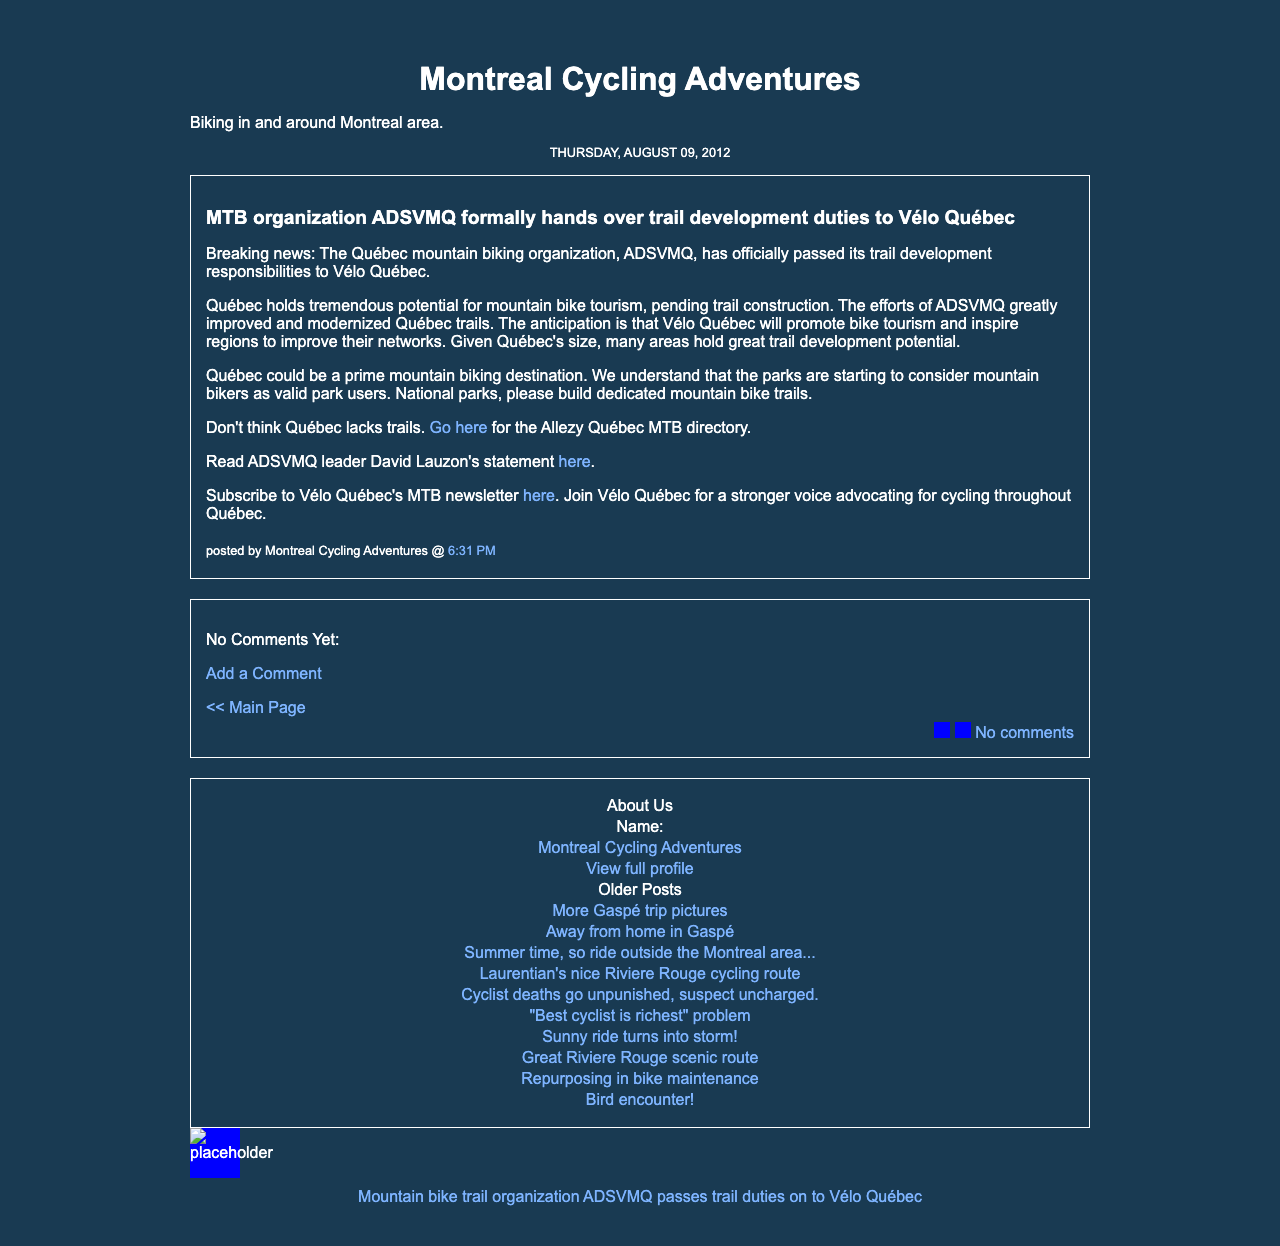 Montreal Cycling Adventures
Biking in and around Montreal area.
THURSDAY, AUGUST 09, 2012
MTB organization ADSVMQ formally hands over trail development duties to Vélo Québec
Breaking news: The Québec mountain biking organization, ADSVMQ, has officially passed its trail development
responsibilities to Vélo Québec.
Québec holds tremendous potential for mountain bike tourism, pending trail construction. The efforts of ADSVMQ greatly
improved and modernized Québec trails. The anticipation is that Vélo Québec will promote bike tourism and inspire
regions to improve their networks. Given Québec's size, many areas hold great trail development potential.
Québec could be a prime mountain biking destination. We understand that the parks are starting to consider mountain
bikers as valid park users. National parks, please build dedicated mountain bike trails.
Don't think Québec lacks trails. Go here for the Allezy Québec MTB directory.
Read ADSVMQ leader David Lauzon's statement here.
Subscribe to Vélo Québec's MTB newsletter here. Join Vélo Québec for a stronger voice advocating for cycling throughout
Québec.
posted by Montreal Cycling Adventures @ 6:31 PM
No Comments Yet:
Add a Comment
<< Main Page
No comments
About Us
Name:
Montreal Cycling Adventures
View full profile
Older Posts
More Gaspé trip pictures
Away from home in Gaspé
Summer time, so ride outside the Montreal area...
Laurentian's nice Riviere Rouge cycling route
Cyclist deaths go unpunished, suspect uncharged.
"Best cyclist is richest" problem
Sunny ride turns into storm!
Great Riviere Rouge scenic route
Repurposing in bike maintenance
Bird encounter!
placeholder
Mountain bike trail organization ADSVMQ passes trail duties on to Vélo Québec